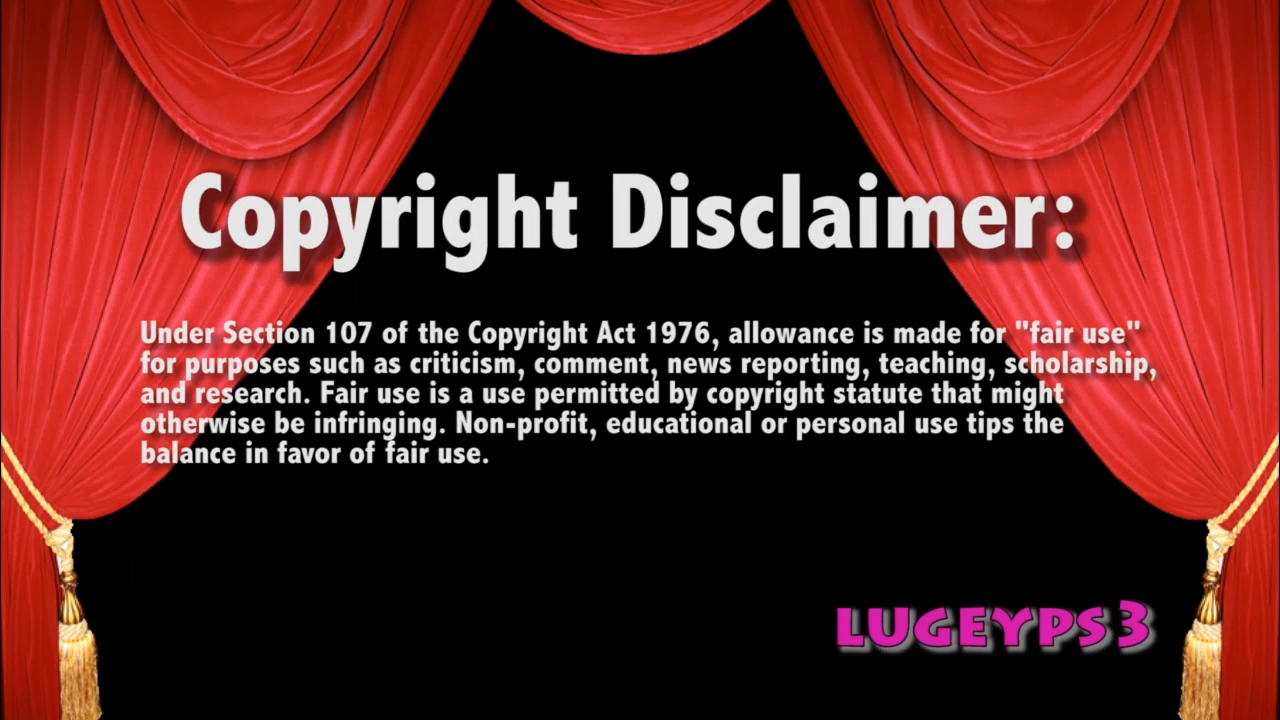 Copyright Disclaimer:
Under Section 107 of the Copyright Act 1976, allowance is made for "fair use"
for purposes such as criticism, comment, news reporting, teaching, scholarship,
and research. Fair use is a use permitted by copyright statute that might
otherwise be infringing. Non-profit, educational or personal use tips the
balance in favor of fair use.
LUGEYPS3